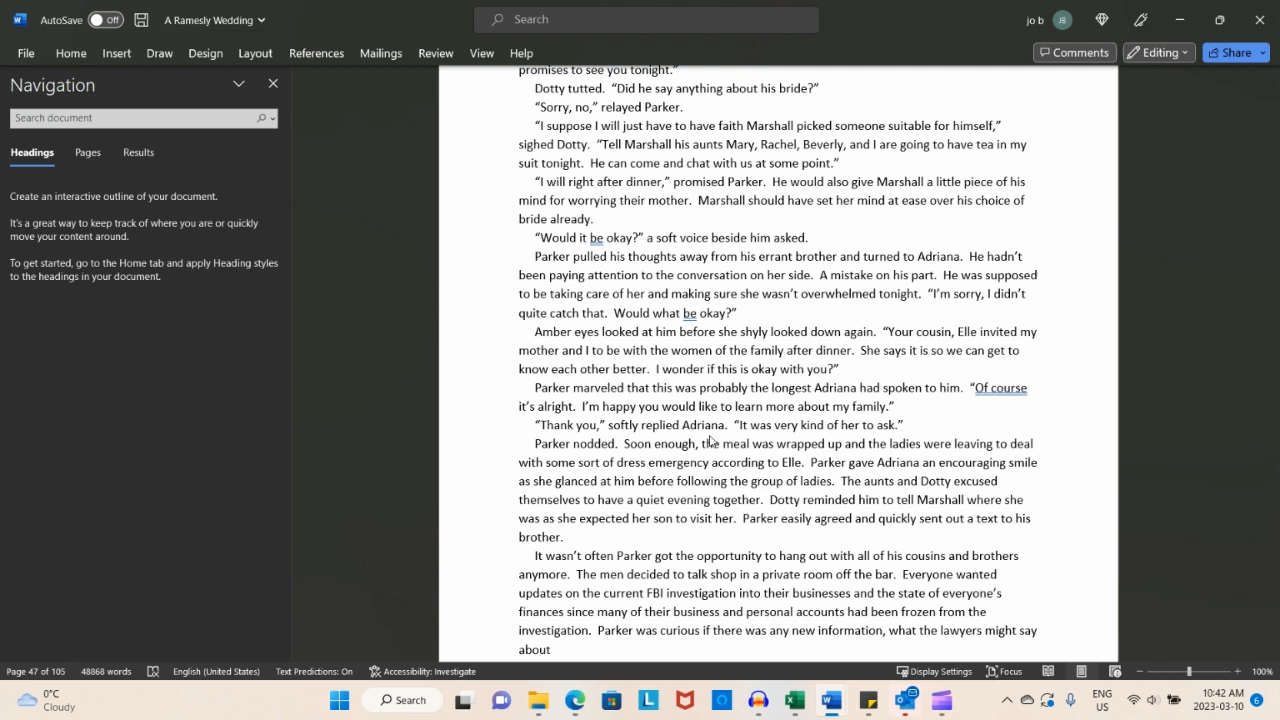 AutoSave Off A Ramesly Wedding Search jo b JB
File Home Insert Draw Design Layout References Mailings Review View Help Comments Editing Share
Navigation
Search document
Headings Pages Results
Create an interactive outline of your document.
It's a great way to keep track of where you are or quickly
move your content around.
To get started, go to the Home tab and apply Heading styles
to the headings in your document.
promises to see you tonight.”
Dotty tutted.  “Did he say anything about his bride?”
“Sorry, no,” relayed Parker.
“I suppose I will just have to have faith Marshall picked someone suitable for himself,”
sighed Dotty.  “Tell Marshall his aunts Mary, Rachel, Beverly, and I are going to have tea in my
suit tonight.  He can come and chat with us at some point.”
“I will right after dinner,” promised Parker.  He would also give Marshall a little piece of his
mind for worrying their mother.  Marshall should have set her mind at ease over his choice of
bride already.
“Would it be okay?” a soft voice beside him asked.
Parker pulled his thoughts away from his errant brother and turned to Adriana.  He hadn’t
been paying attention to the conversation on her side.  A mistake on his part.  He was supposed
to be taking care of her and making sure she wasn’t overwhelmed tonight.  “I’m sorry, I didn’t
quite catch that.  Would what be okay?”
Amber eyes looked at him before she shyly looked down again.  “Your cousin, Elle invited my
mother and I to be with the women of the family after dinner.  She says it is so we can get to
know each other better.  I wonder if this is okay with you?”
Parker marveled that this was probably the longest Adriana had spoken to him.  “Of course
it’s alright.  I’m happy you would like to learn more about my family.”
“Thank you,” softly replied Adriana.  “It was very kind of her to ask.”
Parker nodded.  Soon enough, the meal was wrapped up and the ladies were leaving to deal
with some sort of dress emergency according to Elle.  Parker gave Adriana an encouraging smile
as she glanced at him before following the group of ladies.  The aunts and Dotty excused
themselves to have a quiet evening together.  Dotty reminded him to tell Marshall where she
was as she expected her son to visit her.  Parker easily agreed and quickly sent out a text to his
brother.
It wasn’t often Parker got the opportunity to hang out with all of his cousins and brothers
anymore.  The men decided to talk shop in a private room off the bar.  Everyone wanted
updates on the current FBI investigation into their businesses and the state of everyone’s
finances since many of their business and personal accounts had been frozen from the
investigation.  Parker was curious if there was any new information, what the lawyers might say
about
Page 47 of 105 48868 words English (United States) Text Predictions: On Accessibility: Investigate Display Settings Focus 100%
0°C
Cloudy
Search
ENG
US
10:42 AM
2023-03-10
6